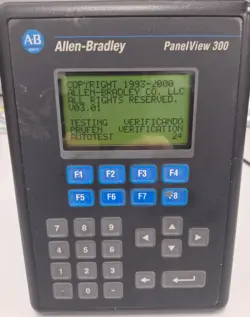 AB
Allen-Bradley PanelView 300
COPYRIGHT 1993-2000
ALLEN-BRADLEY CO. LLC
ALL RIGHTS RESERVED.
V03.01
TESTING VERIFICANDO
PRÜFEN VERIFICATION
AUTOTEST 24
F1 F2 F3 F4
F5 F6 F7 F8
7 8 9
4 5 6
1 2 3
- 0 .